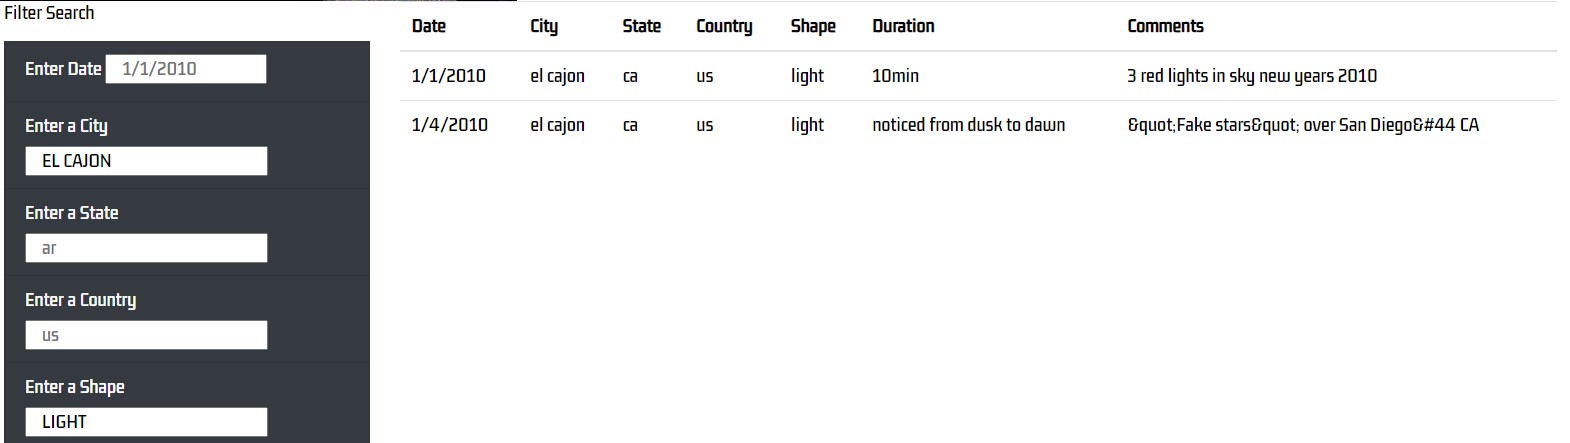 Filter Search
Enter Date 1/1/2010
Enter a City
EL CAJON
Enter a State
ar
Enter a Country
us
Enter a Shape
LIGHT
Date City State Country Shape Duration Comments
1/1/2010 el cajon ca us light 10min 3 red lights in sky new years 2010
1/4/2010 el cajon ca us light noticed from dusk to dawn &quot;Fake stars&quot; over San Diego&#44 CA